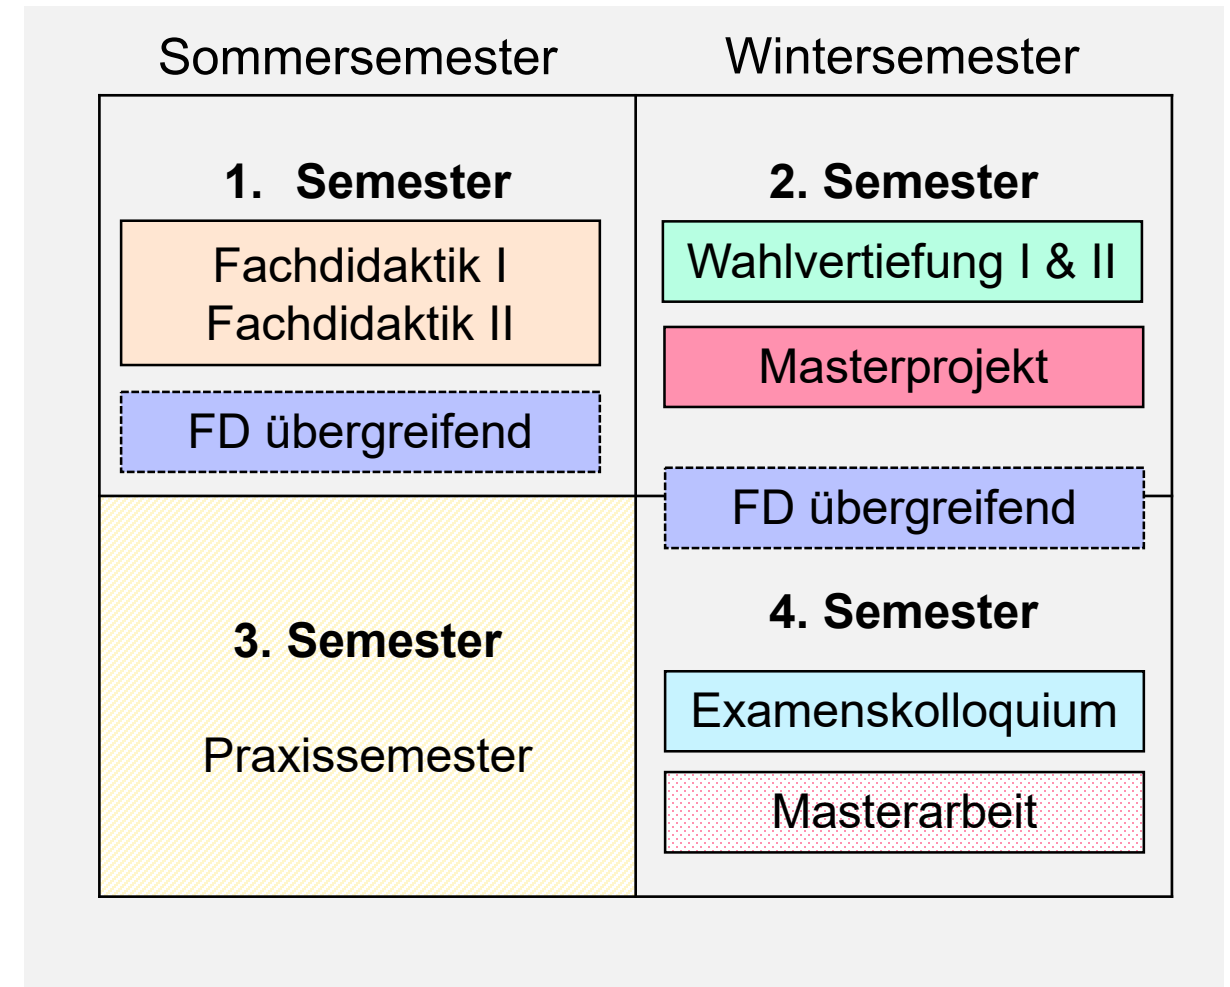 Sommersemester
Wintersemester
1. Semester
Fachdidaktik I
Fachdidaktik II
FD übergreifend
2. Semester
Wahlvertiefung I & II
Masterprojekt
FD übergreifend
3. Semester
Praxissemester
4. Semester
Examenskolloquium
Masterarbeit